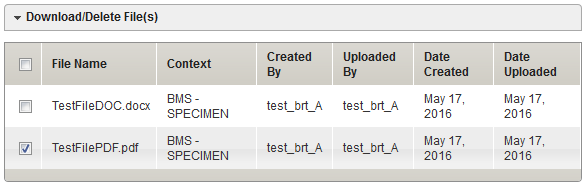 Download/Delete File(s)
File Name Context Created By Uploaded By Date Created Date Uploaded
TestFileDOC.docx BMS - SPECIMEN test_brt_A test_brt_A May 17, 2016 May 17, 2016
TestFilePDF.pdf BMS - SPECIMEN test_brt_A test_brt_A May 17, 2016 May 17, 2016